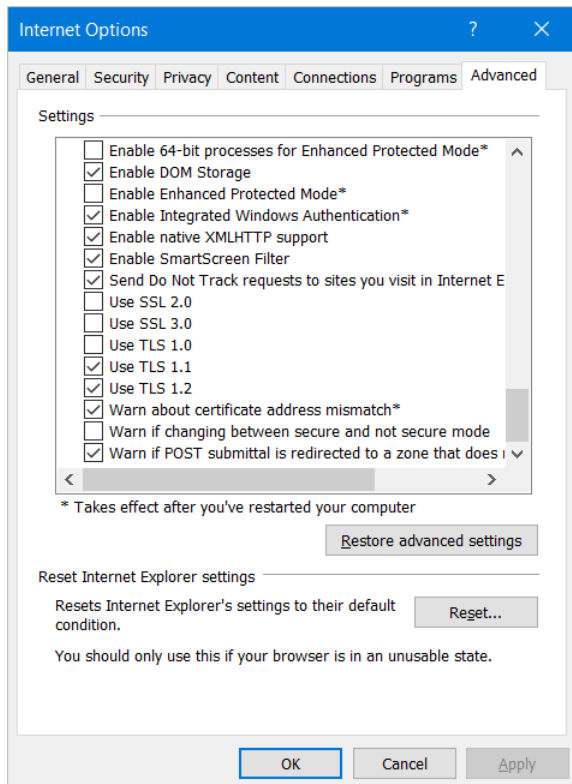 Internet Options
General Security Privacy Content Connections Programs Advanced
Settings
Enable 64-bit processes for Enhanced Protected Mode*
Enable DOM Storage
Enable Enhanced Protected Mode*
Enable Integrated Windows Authentication*
Enable native XMLHTTP support
Enable SmartScreen Filter
Send Do Not Track requests to sites you visit in Internet E
Use SSL 2.0
Use SSL 3.0
Use TLS 1.0
Use TLS 1.1
Use TLS 1.2
Warn about certificate address mismatch*
Warn if changing between secure and not secure mode
Warn if POST submittal is redirected to a zone that does
* Takes effect after you've restarted your computer
Restore advanced settings
Reset Internet Explorer settings
Resets Internet Explorer's settings to their default
condition.
Reset...
You should only use this if your browser is in an unusable state.
OK Cancel Apply